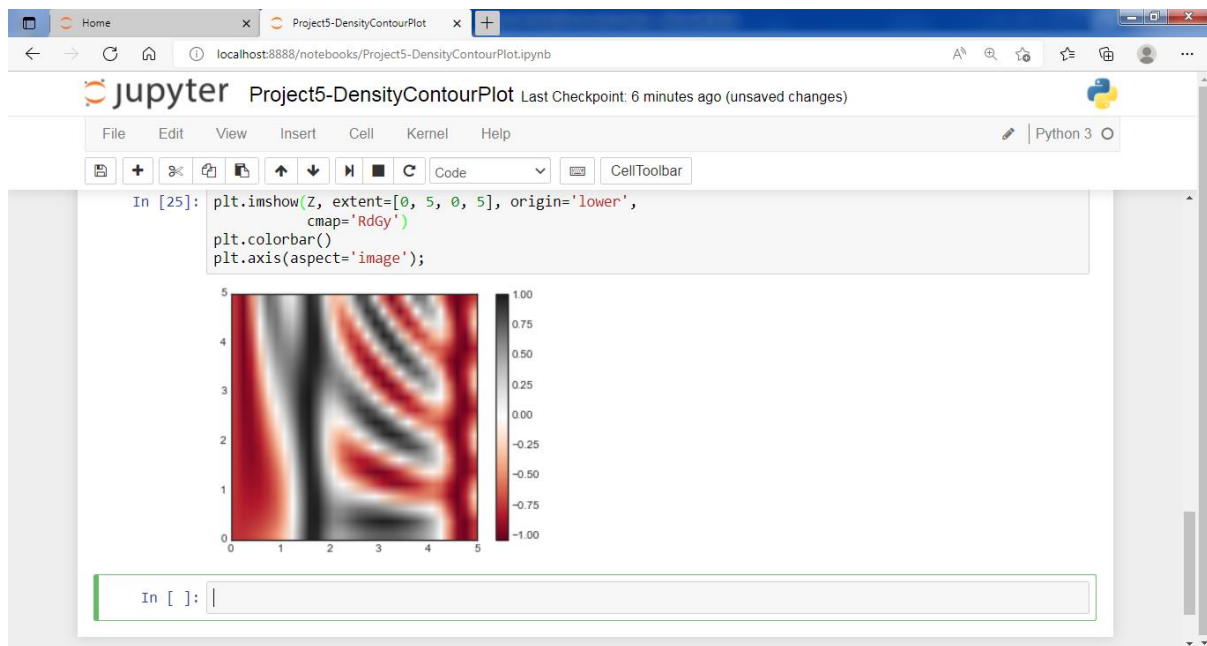 Home
Project5-DensityContourPlot
localhost:8888/notebooks/Project5-DensityContourPlot.ipynb
jupyter Project5-DensityContourPlot Last Checkpoint: 6 minutes ago (unsaved changes)
File Edit View Insert Cell Kernel Help Python 3
Code CellToolbar
In [25]: plt.imshow(Z, extent=[0, 5, 0, 5], origin='lower',
cmap='RdGy')
plt.colorbar()
plt.axis(aspect='image');
5 1.00
0.75
4
0.50
3 0.25
0.00
2 −0.25
−0.50
1
−0.75
0 −1.00
0 1 2 3 4 5
In [ ]: